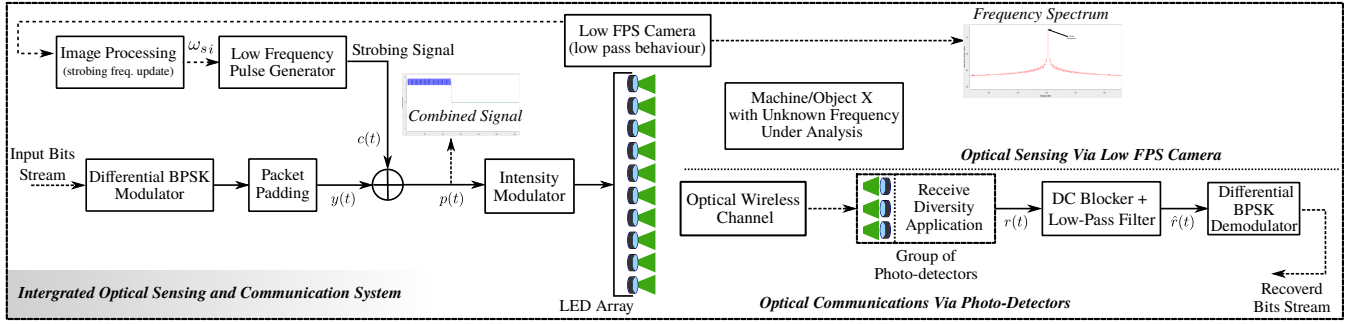 Image Processing
(strobing freq. update)
ω_{si}
Low Frequency
Pulse Generator
Strobing Signal
Combined Signal
c(t)
Low FPS Camera
(low pass behaviour)
Frequency Spectrum
Machine/Object X
with Unknown Frequency
Under Analysis
Optical Sensing Via Low FPS Camera
Input Bits
Stream
Differential BPSK
Modulator
Packet
Padding
y(t)
p(t)
Intensity
Modulator
LED Array
Optical Wireless
Channel
Receive
Diversity
Application
Group of
Photo-detectors
r(t)
DC Blocker +
Low-Pass Filter
r̂(t)
Differential
BPSK
Demodulator
Recoverd
Bits Stream
Optical Communications Via Photo-Detectors
Intergrated Optical Sensing and Communication System